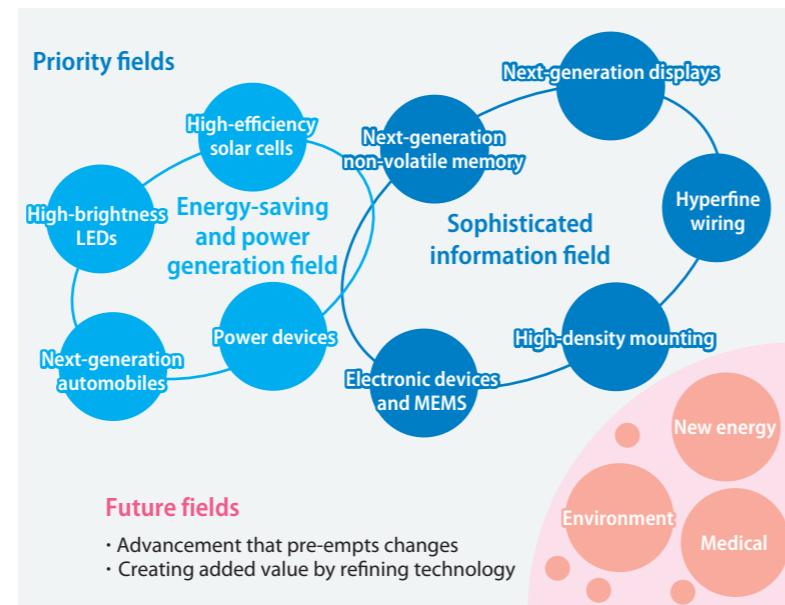 Priority fields
High-efficiency
solar cells
High-brightness
LEDs
Energy-saving
and power
generation field
Next-generation
automobiles
Power devices
Next-generation displays
Next-generation
non-volatile memory
Hyperfine
wiring
Sophisticated
information field
High-density mounting
Electronic devices
and MEMS
Future fields
・Advancement that pre-empts changes
・Creating added value by refining technology
New energy
Environment
Medical